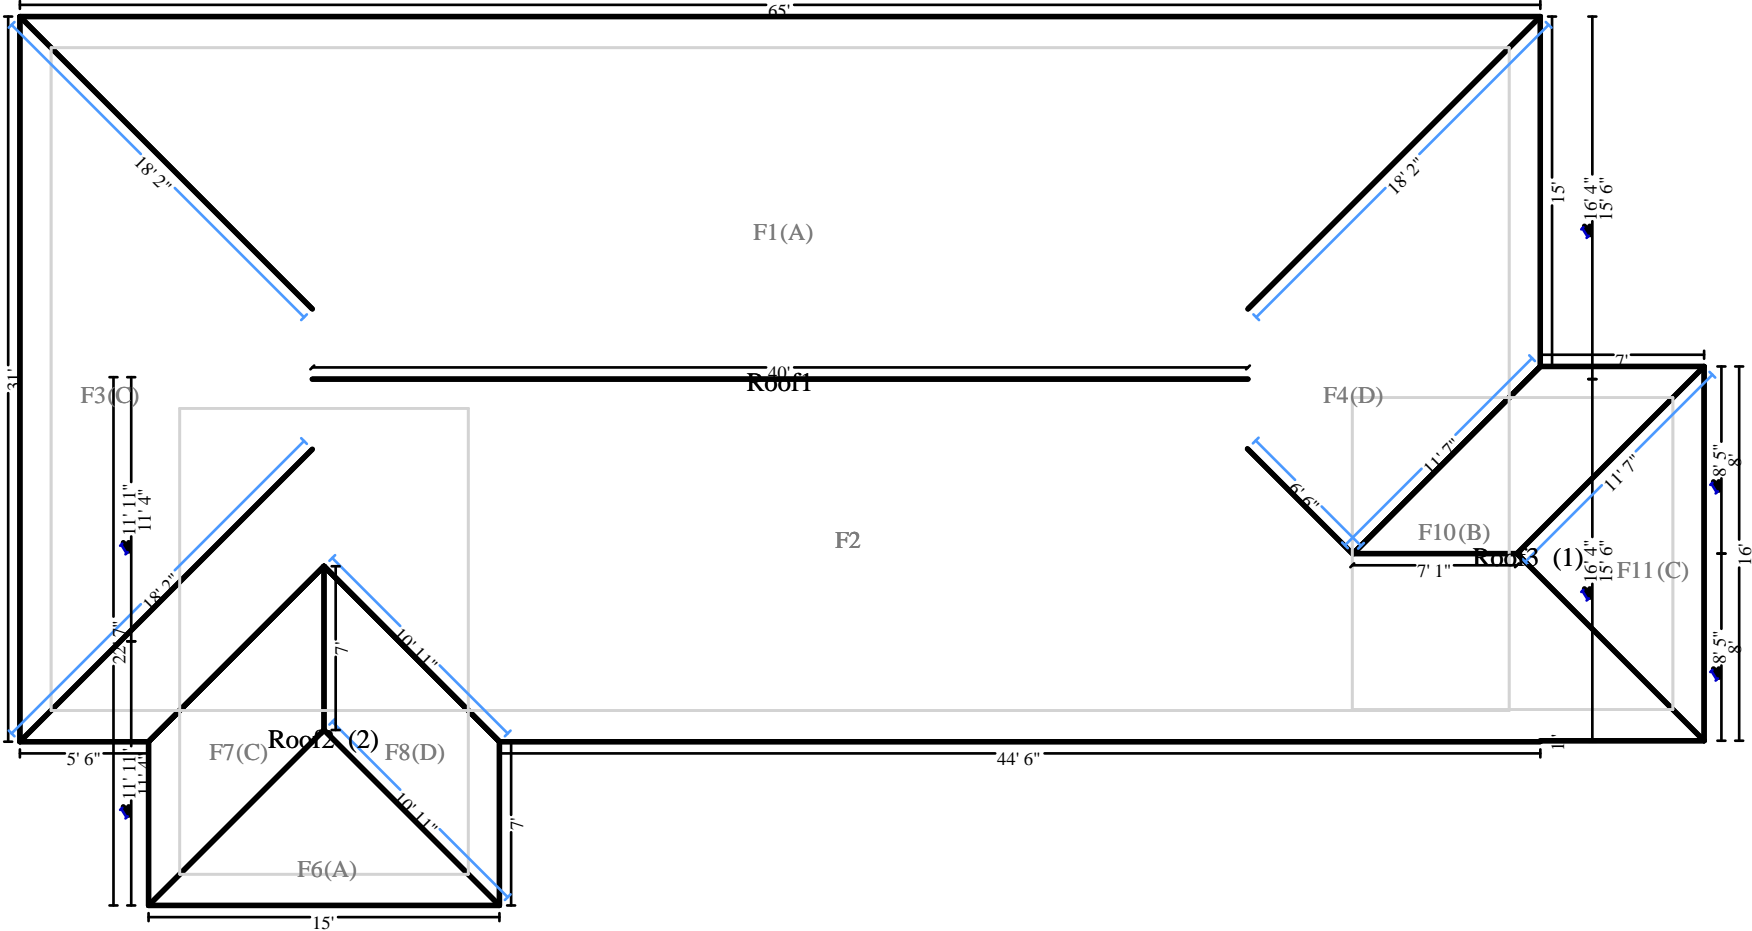 65'
18' 2"
18' 2"
15'
16' 4"
15' 6"
F1(A)
7'
40'
Roof1
31'
F3(C)
F4(D)
11' 7"
11' 7"
8' 5"
8'
6' 6"
11' 11"
11' 4"
F2
F10(B)
Roof3 (1)
7' 1"
F11(C)
16'
16' 4"
15' 6"
18' 2"
22' 7"
7'
10' 11"
8' 5"
8'
Roof2 (2)
F7(C)
F8(D)
5' 6"
44' 6"
1'
11' 11"
11' 4"
10' 11"
7'
F6(A)
15'